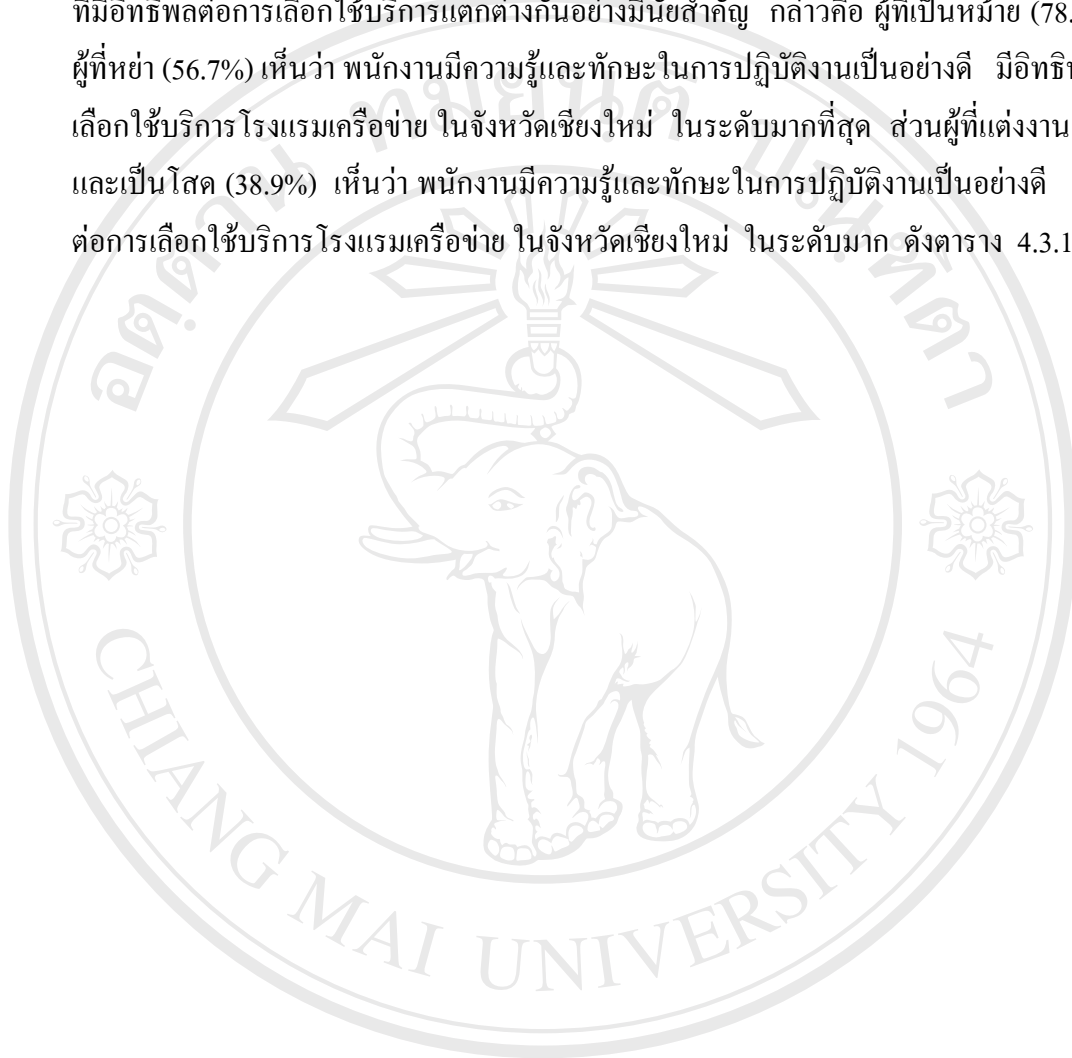 ที่มีอิทธิพลต่อการเลือกใช้บริการแตกต่างกันอย่างมีนัยสำคัญ กล่าวคือ ผู้ที่เป็นหม้าย (78.
ผู้ที่หย่า (56.7%) เห็นว่า พนักงานมีความรู้และทักษะในการปฏิบัติงานเป็นอย่างดี
เลือกใช้บริการโรงแรมเครือข่าย ในจังหวัดเชียงใหม่ ในระดับมากที่สุด ส่วนผู้ที่แต่งงาน
และเป็นโสด (38.9%) เห็นว่า พนักงานมีความรู้และทักษะในการปฏิบัติงานเป็นอย่างดี
ต่อการเลือกใช้บริการโรงแรมเครือข่าย ในจังหวัดเชียงใหม่ ในระดับมาก ดังตาราง 4.3.1
อตฺตานํ ทมยนฺติ ปณฺฑิตา
CHIANG MAI UNIVERSITY 1964